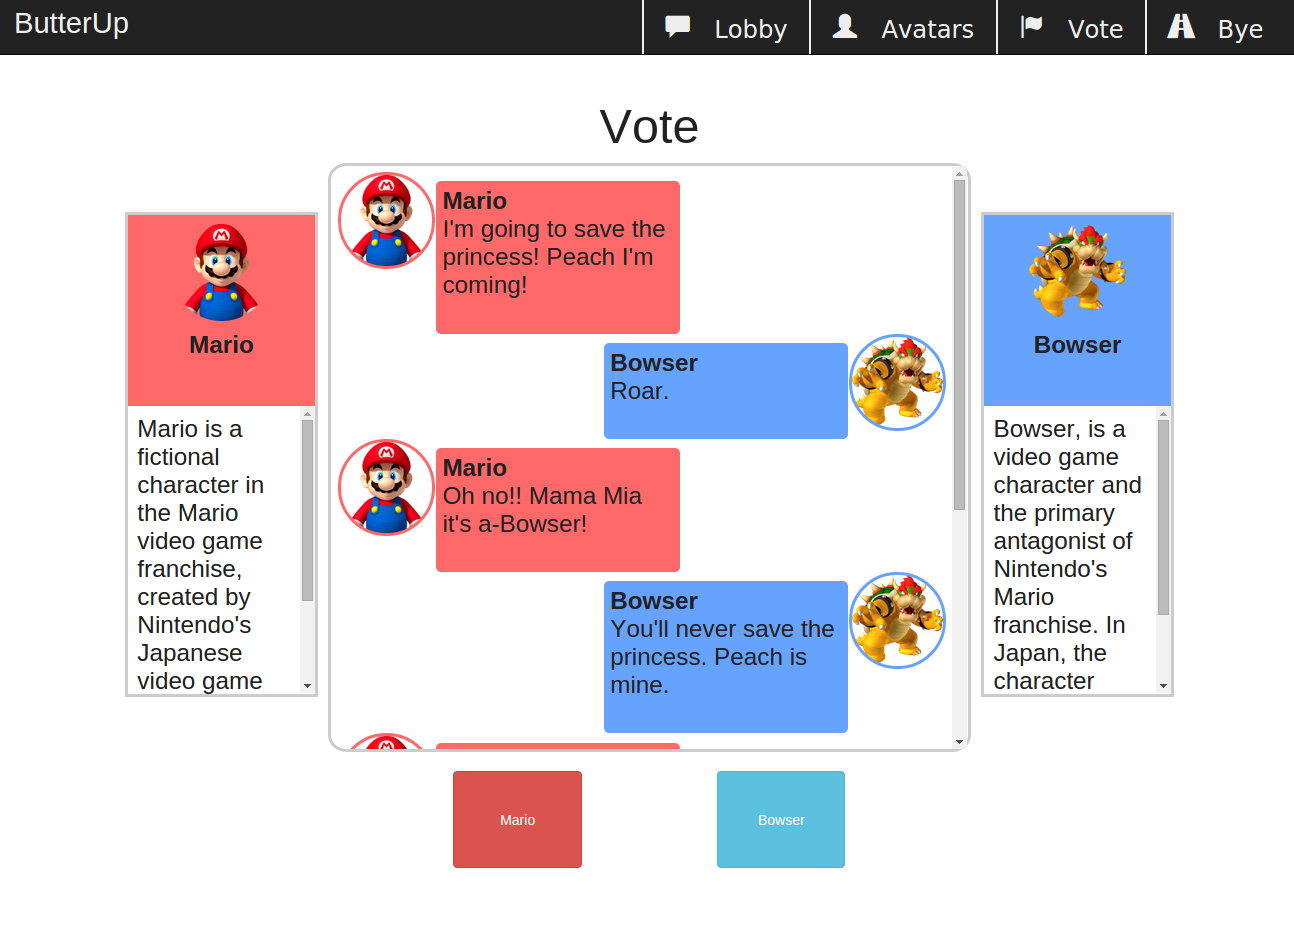 ButterUp
Lobby
Avatars
Vote
Bye
Vote
Mario
Mario is a
fictional
character in
the Mario
video game
franchise,
created by
Nintendo's
Japanese
video game
Mario
I'm going to save the
princess! Peach I'm
coming!
Bowser
Roar.
Mario
Oh no!! Mama Mia
it's a-Bowser!
Bowser
You'll never save the
princess. Peach is
mine.
Bowser
Bowser, is a
video game
character and
the primary
antagonist of
Nintendo's
Mario
franchise. In
Japan, the
character
Mario
Bowser